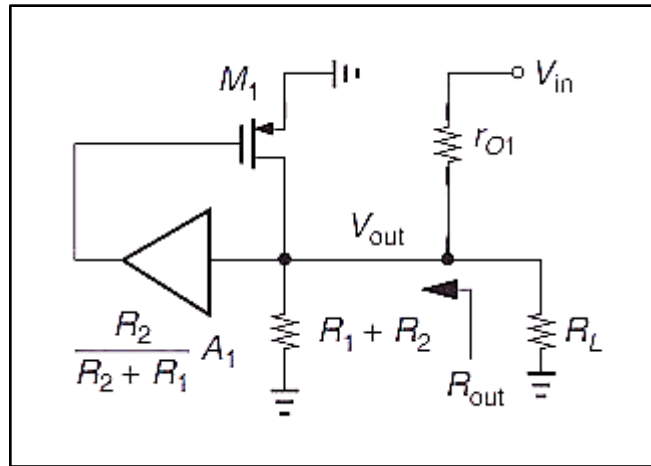 M1
Vin
rO1
Vout
R2
R2 + R1
A1
R1 + R2
Rout
RL